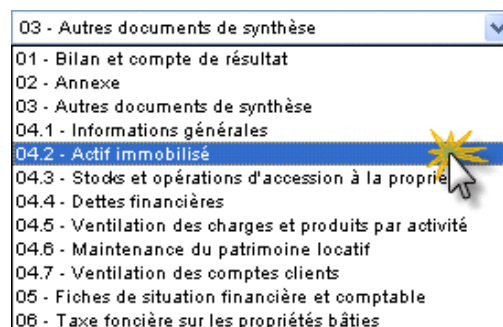 03 - Autres documents de synthèse
01 - Bilan et compte de résultat
02 - Annexe
03 - Autres documents de synthèse
04.1 - Informations générales
04.2 - Actif immobilisé
04.3 - Stocks et opérations d'accession à la proprié
04.4 - Dettes financières
04.5 - Ventilation des charges et produits par activité
04.6 - Maintenance du patrimoine locatif
04.7 - Ventilation des comptes clients
05 - Fiches de situation financière et comptable
06 - Taxe foncière sur les propriétés bâties